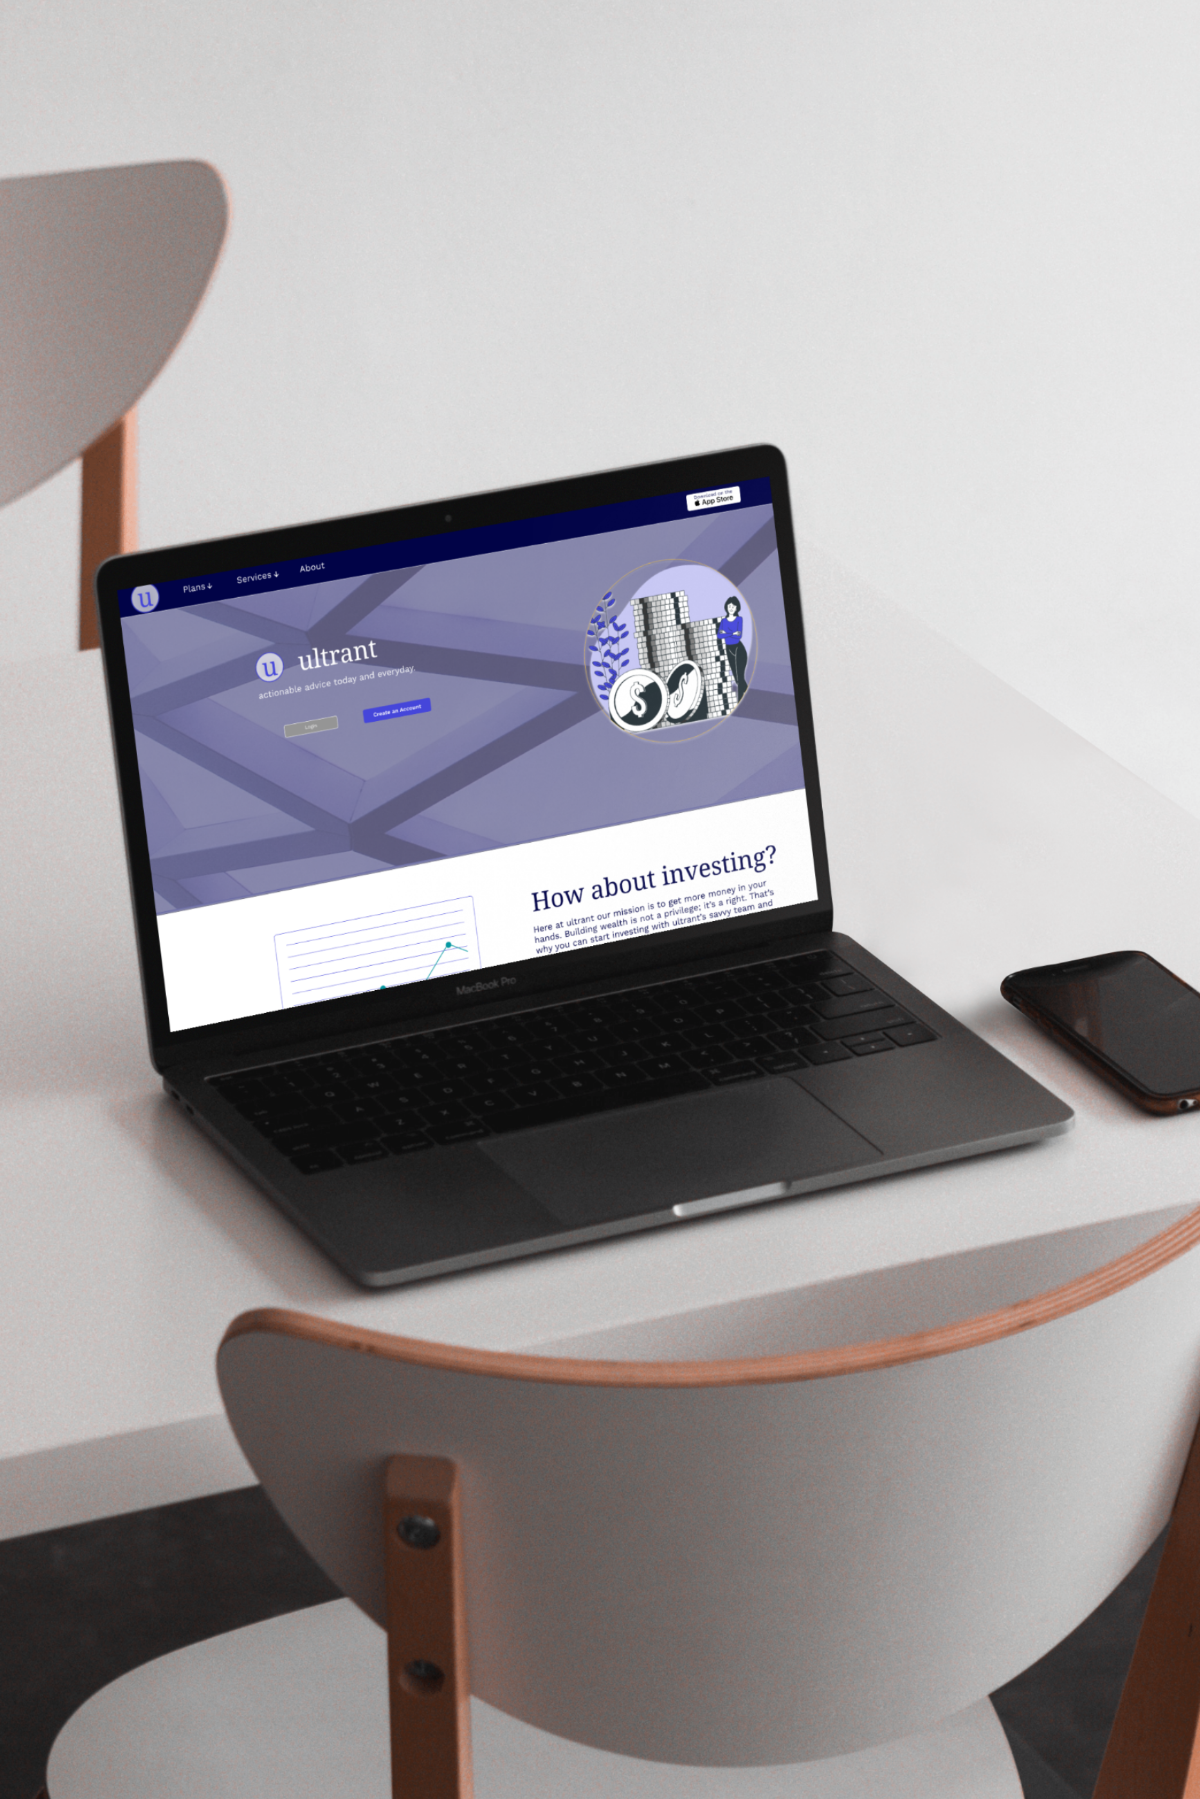 Download on the
App Store
u
Plans↓ Services↓ About
u ultrant
actionable advice today and everyday.
Login
Create an Account
$
How about investing?
Here at ultrant our mission is to get more money in your
hands. Building wealth is not a privilege; it's a right. That's
why you can start investing with ultrant's savvy team and
MacBook Pro